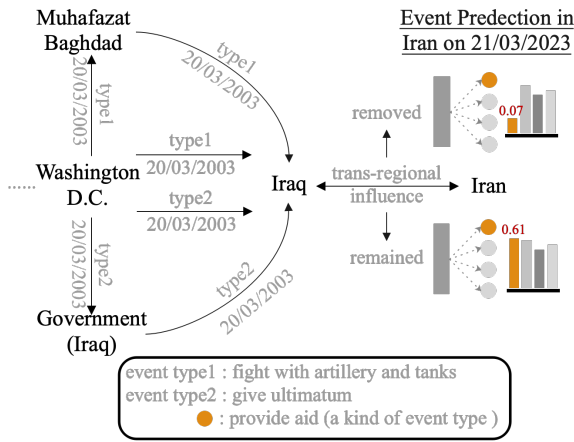 Muhafazat
Baghdad
Event Predection in
Iran on 21/03/2023
type1
20/03/2003
type1
20/03/2003
removed
0.07
type1
20/03/2003
Washington
D.C.
......
Iraq
trans-regional
influence
Iran
type2
20/03/2003
type2
20/03/2003
remained
0.61
type2
20/03/2003
Government
(Iraq)
event type1 : fight with artillery and tanks
event type2 : give ultimatum
: provide aid (a kind of event type )